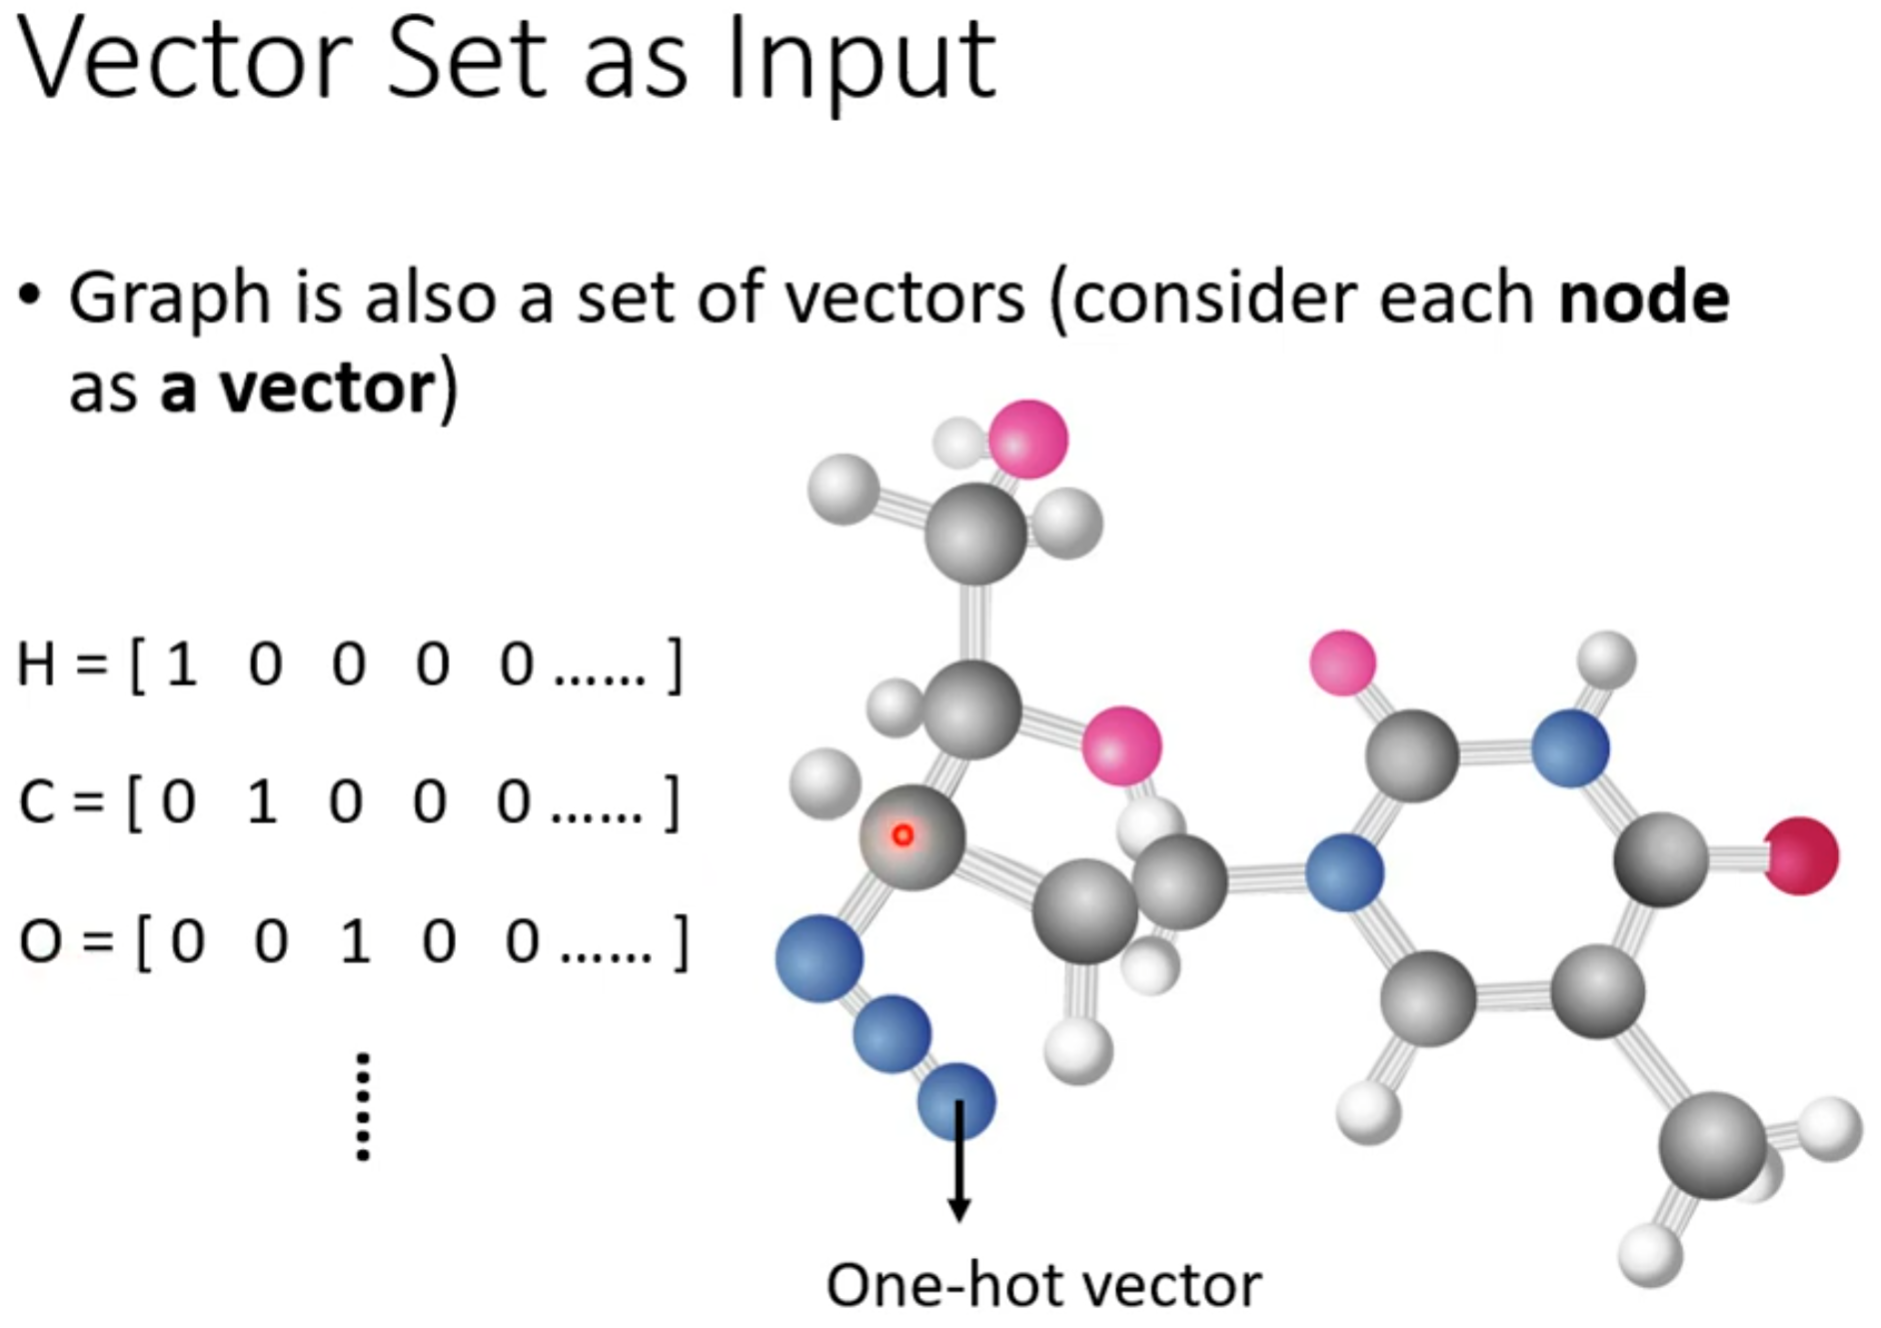 Vector Set as Input
• Graph is also a set of vectors (consider each node
as a vector)
H = [ 1 0 0 0 0 …… ]
C = [ 0 1 0 0 0 …… ]
O = [ 0 0 1 0 0 …… ]
……
One-hot vector